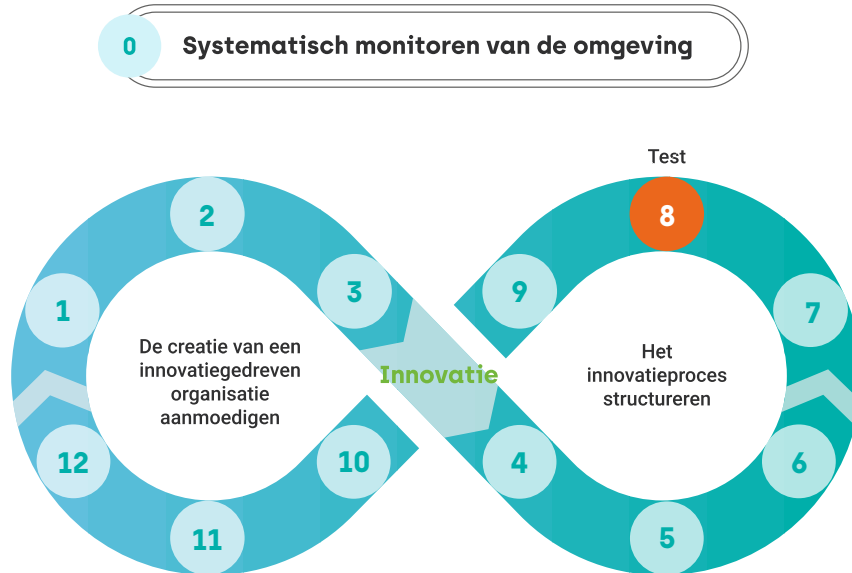 0
Systematisch monitoren van de omgeving
Test
2
8
3
9
1
7
De creatie van een
innovatiegedreven
organisatie
aanmoedigen
Innovatie
Het
innovatieproces
structureren
12
10
4
6
11
5